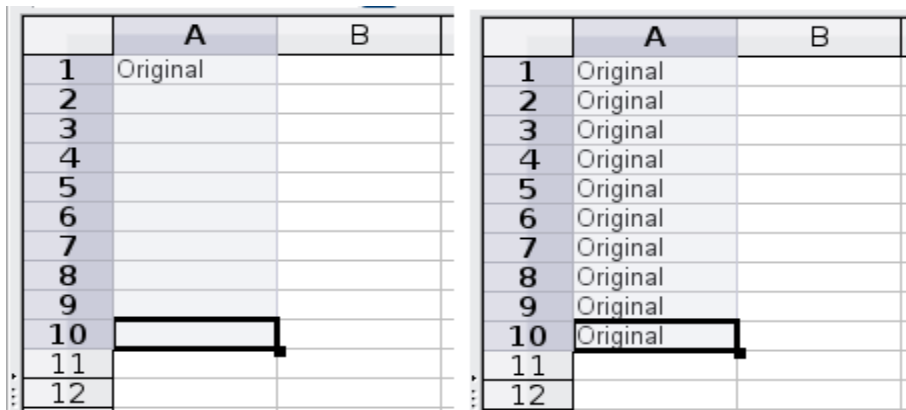 A B
1 Original
2
3
4
5
6
7
8
9
10
11
12
A B
1 Original
2 Original
3 Original
4 Original
5 Original
6 Original
7 Original
8 Original
9 Original
10 Original
11
12